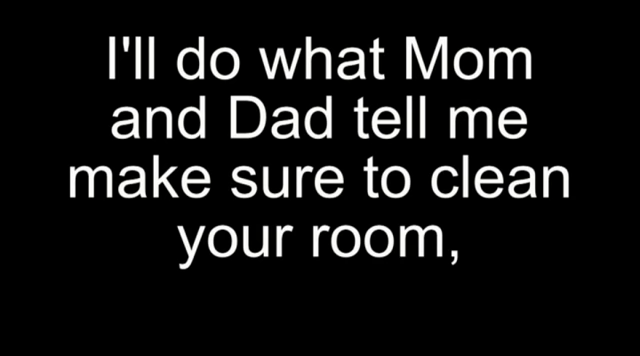 I'll do what Mom
and Dad tell me
make sure to clean
your room,